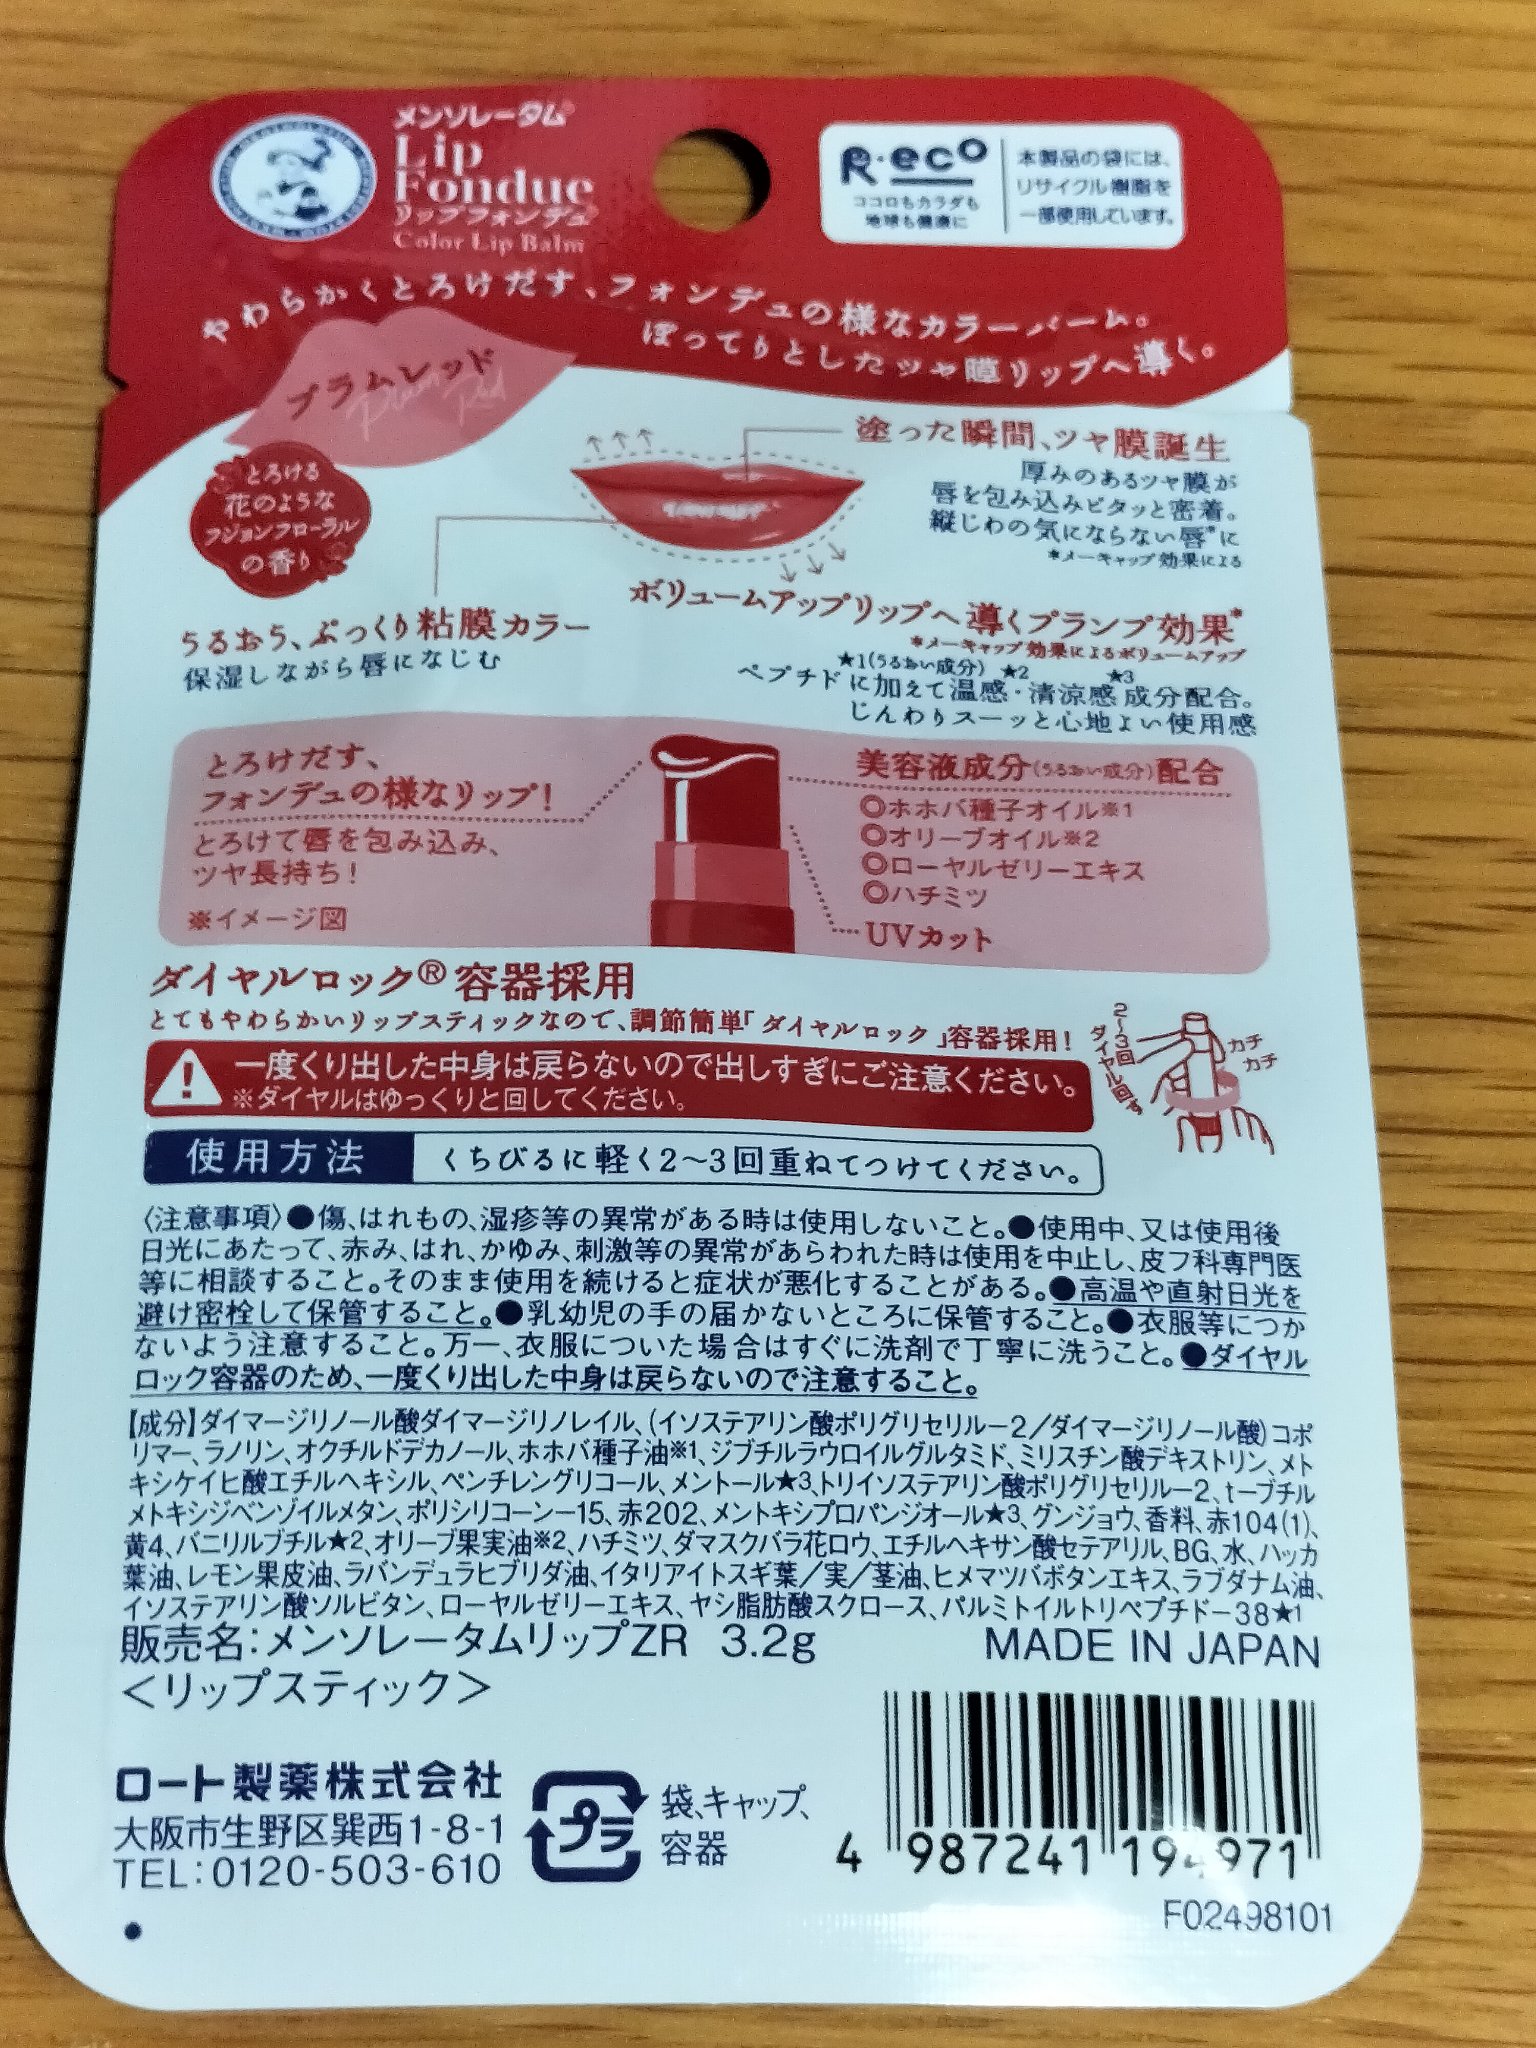 メンソレータム®
Lip
Fondue
リップフォンデュ
Color Lip Balm
R・eco
ココロもカラダも
地球も健康に
本製品の袋には、
リサイクル樹脂を
一部使用しています。
やわらかくとろけだす、フォンデュの様なカラーバーム。
ぽってりとしたツヤ膜リップへ導く。
プラムレッド
Plum Red
とろける
花のような
フジョンフローラル
の香り
塗った瞬間、ツヤ膜誕生
厚みのあるツヤ膜が
唇を包み込みピタッと密着。
縦じわの気にならない唇*に
*メーキャップ効果による
うるおう、ぷっくり粘膜カラー
保湿しながら唇になじむ
ボリュームアップリップへ導くプランプ効果*
*メーキャップ効果によるボリュームアップ
ペプチド★1(うるおい成分)に加えて温感★2・清涼感★3成分配合。
じんわりスーッと心地よい使用感
とろけだす、
フォンデュの様なリップ!
とろけて唇を包み込み、
ツヤ長持ち!
※イメージ図
美容液成分(うるおい成分)配合
◎ホホバ種子オイル※1
◎オリーブオイル※2
◎ローヤルゼリーエキス
◎ハチミツ
UVカット
ダイヤルロック®容器採用
とてもやわらかいリップスティックなので、調節簡単「ダイヤルロック」容器採用!
2〜3回
ダイヤル回す
カチ
カチ
一度くり出した中身は戻らないので出しすぎにご注意ください。
※ダイヤルはゆっくりと回してください。
使用方法 くちびるに軽く2〜3回重ねてつけてください。
〈注意事項〉●傷、はれもの、湿疹等の異常がある時は使用しないこと。●使用中、又は使用後
日光にあたって、赤み、はれ、かゆみ、刺激等の異常があらわれた時は使用を中止し、皮フ科専門医
等に相談すること。そのまま使用を続けると症状が悪化することがある。●高温や直射日光を
避け密栓して保管すること。●乳幼児の手の届かないところに保管すること。●衣服等につか
ないよう注意すること。万一、衣服についた場合はすぐに洗剤で丁寧に洗うこと。●ダイヤル
ロック容器のため、一度くり出した中身は戻らないので注意すること。
【成分】ダイマージリノール酸ダイマージリノレイル、(イソステアリン酸ポリグリセリル-2/ダイマージリノール酸)コポ
リマー、ラノリン、オクチルドデカノール、ホホバ種子油※1、ジブチルラウロイルグルタミド、ミリスチン酸デキストリン、メト
キシケイヒ酸エチルヘキシル、ペンチレングリコール、メントール★3、トリイソステアリン酸ポリグリセリル-2、t-ブチル
メトキシジベンゾイルメタン、ポリシリコーン-15、赤202、メントキシプロパンジオール★3、グンジョウ、香料、赤104(1)、
黄4、バニリルブチル★2、オリーブ果実油※2、ハチミツ、ダマスクバラ花ロウ、エチルヘキサン酸セテアリル、BG、水、ハッカ
葉油、レモン果皮油、ラバンデュラヒブリダ油、イタリアイトスギ葉/実/茎油、ヒメマツバボタンエキス、ラブダナム油、
イソステアリン酸ソルビタン、ローヤルゼリーエキス、ヤシ脂肪酸スクロース、パルミトイルトリペプチド-38★1
販売名:メンソレータムリップZR 3.2g
MADE IN JAPAN
<リップスティック>
ロート製薬株式会社
大阪市生野区巽西1-8-1
TEL:0120-503-610
プラ
袋、キャップ、
容器
4 987241 194971
F02498101